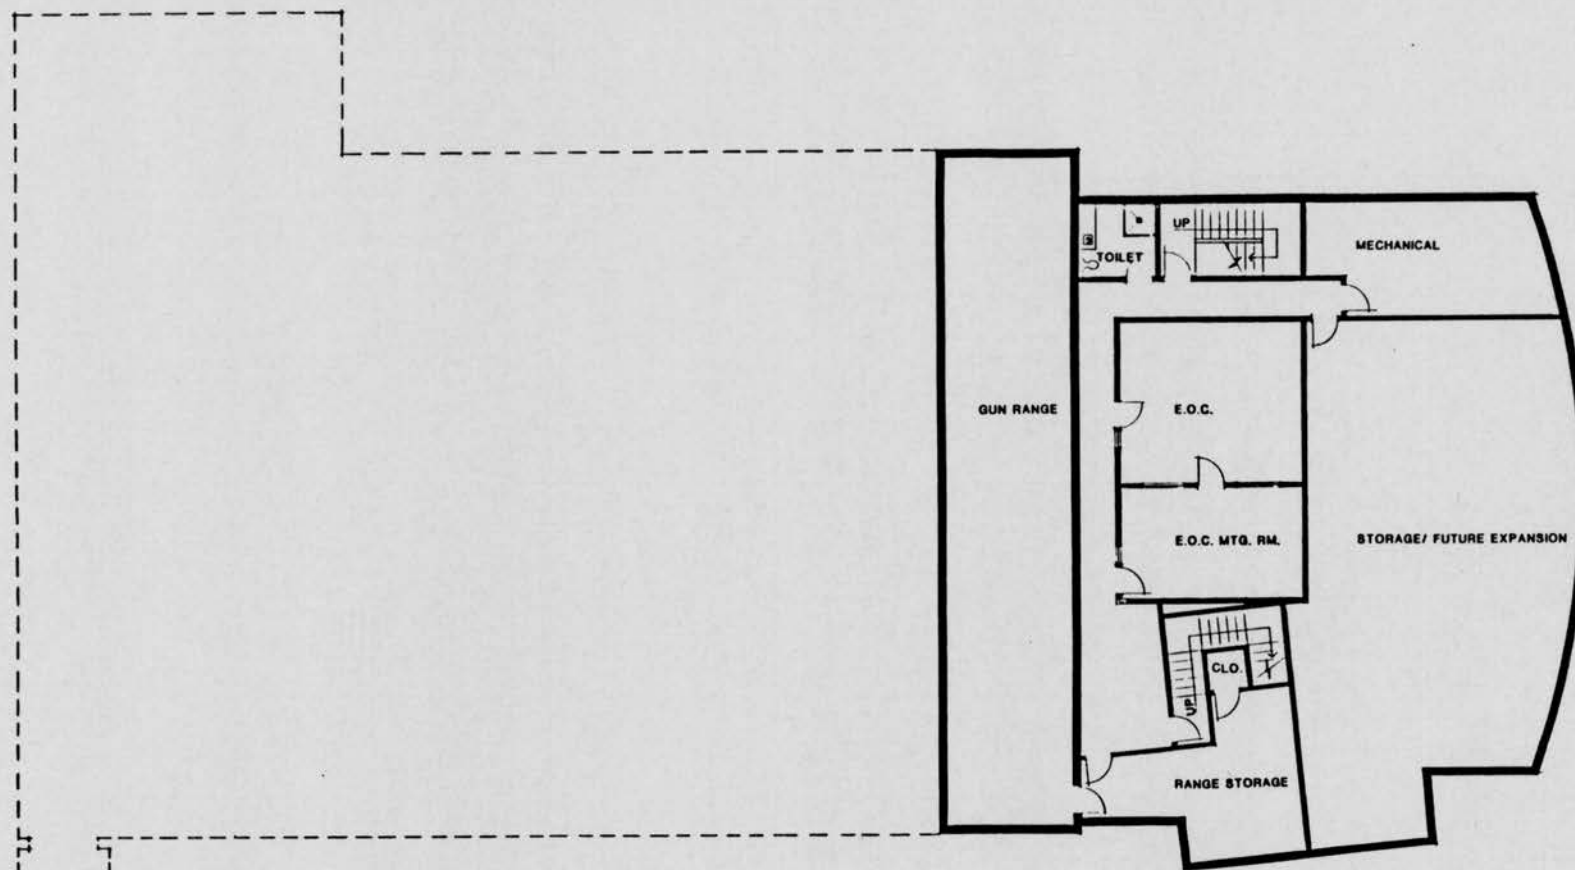 UP
TOILET
MECHANICAL
GUN RANGE
E.O.C.
E.O.C. MTG. RM.
STORAGE/ FUTURE EXPANSION
CLO.
UP
RANGE STORAGE